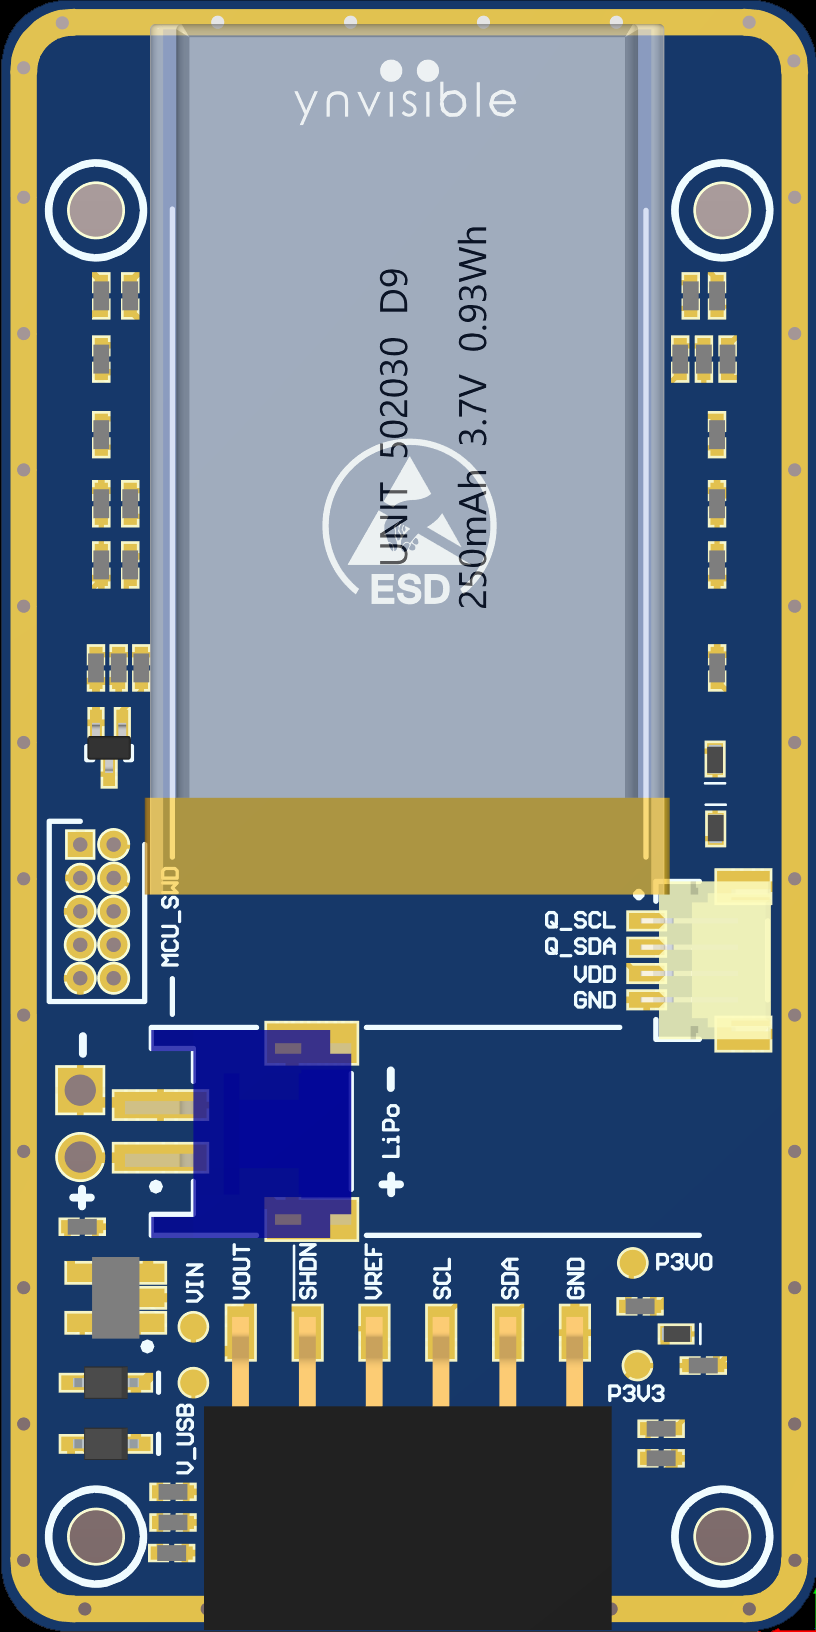 ynvisible
UNIT 502030 D9
250mAh 3.7V 0.93Wh
ESD
MCU_SWD
Q_SCL
Q_SDA
VDD
GND
−
+
− LiPo +
VIN
VOUT
SHDN
VREF
SCL
SDA
GND
P3V0
P3V3
V_USB